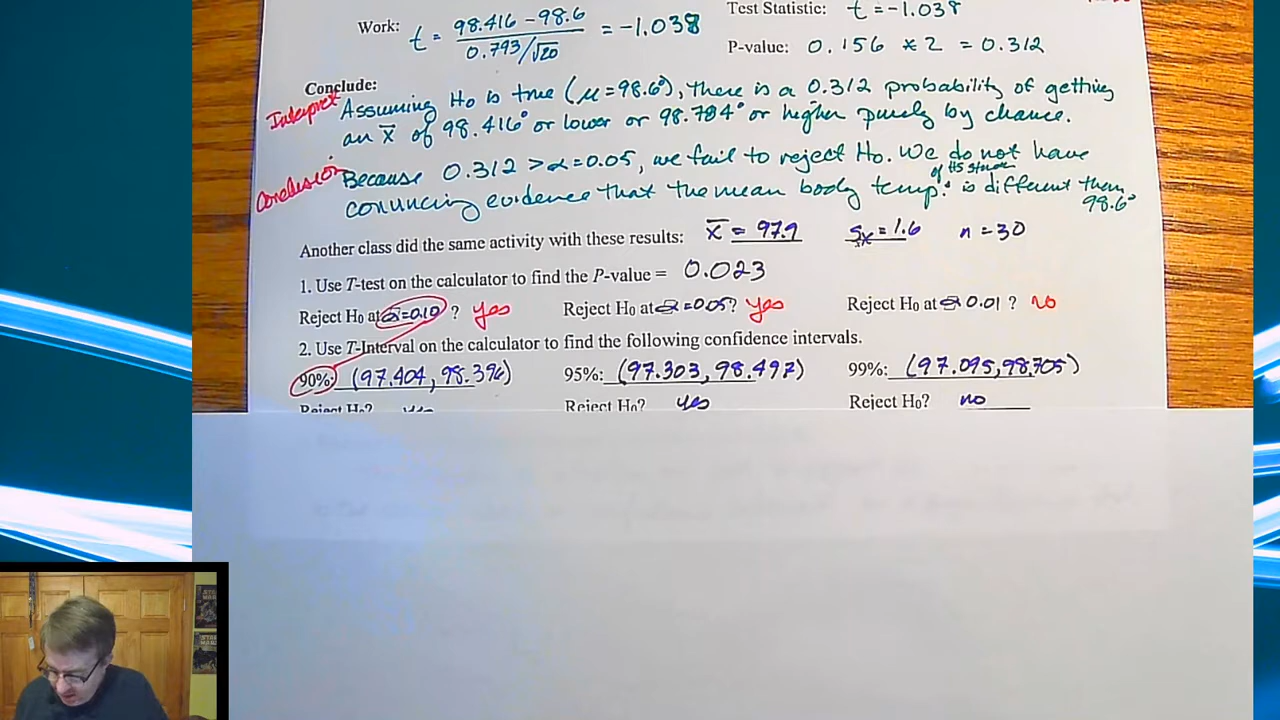 Work: t = 98.416 - 98.6 / 0.793/√20 = -1.038
Test Statistic: t = -1.038
P-value: 0.156 × 2 = 0.312
Conclude:
Interpret Assuming Ho is true (μ = 98.6°), there is a 0.312 probability of getting
an x̄ of 98.416° or lower or 98.784° or higher purely by chance.
Conclusion Because 0.312 > α = 0.05, we fail to reject Ho. We do not have
convincing evidence that the mean body temp. of HS students is different than
98.6°
Another class did the same activity with these results: x̄ = 97.9 Sx = 1.6 n = 30
1. Use T-test on the calculator to find the P-value = 0.023
Reject H0 at α=0.10 ? yes Reject H0 at α=0.05? yes Reject H0 at α 0.01 ? no
2. Use T-Interval on the calculator to find the following confidence intervals.
90%: (97.404, 98.396) 95%: (97.303, 98.497) 99%: (97.095, 98.705)
Reject H0? yes Reject H0? yes Reject H0? no